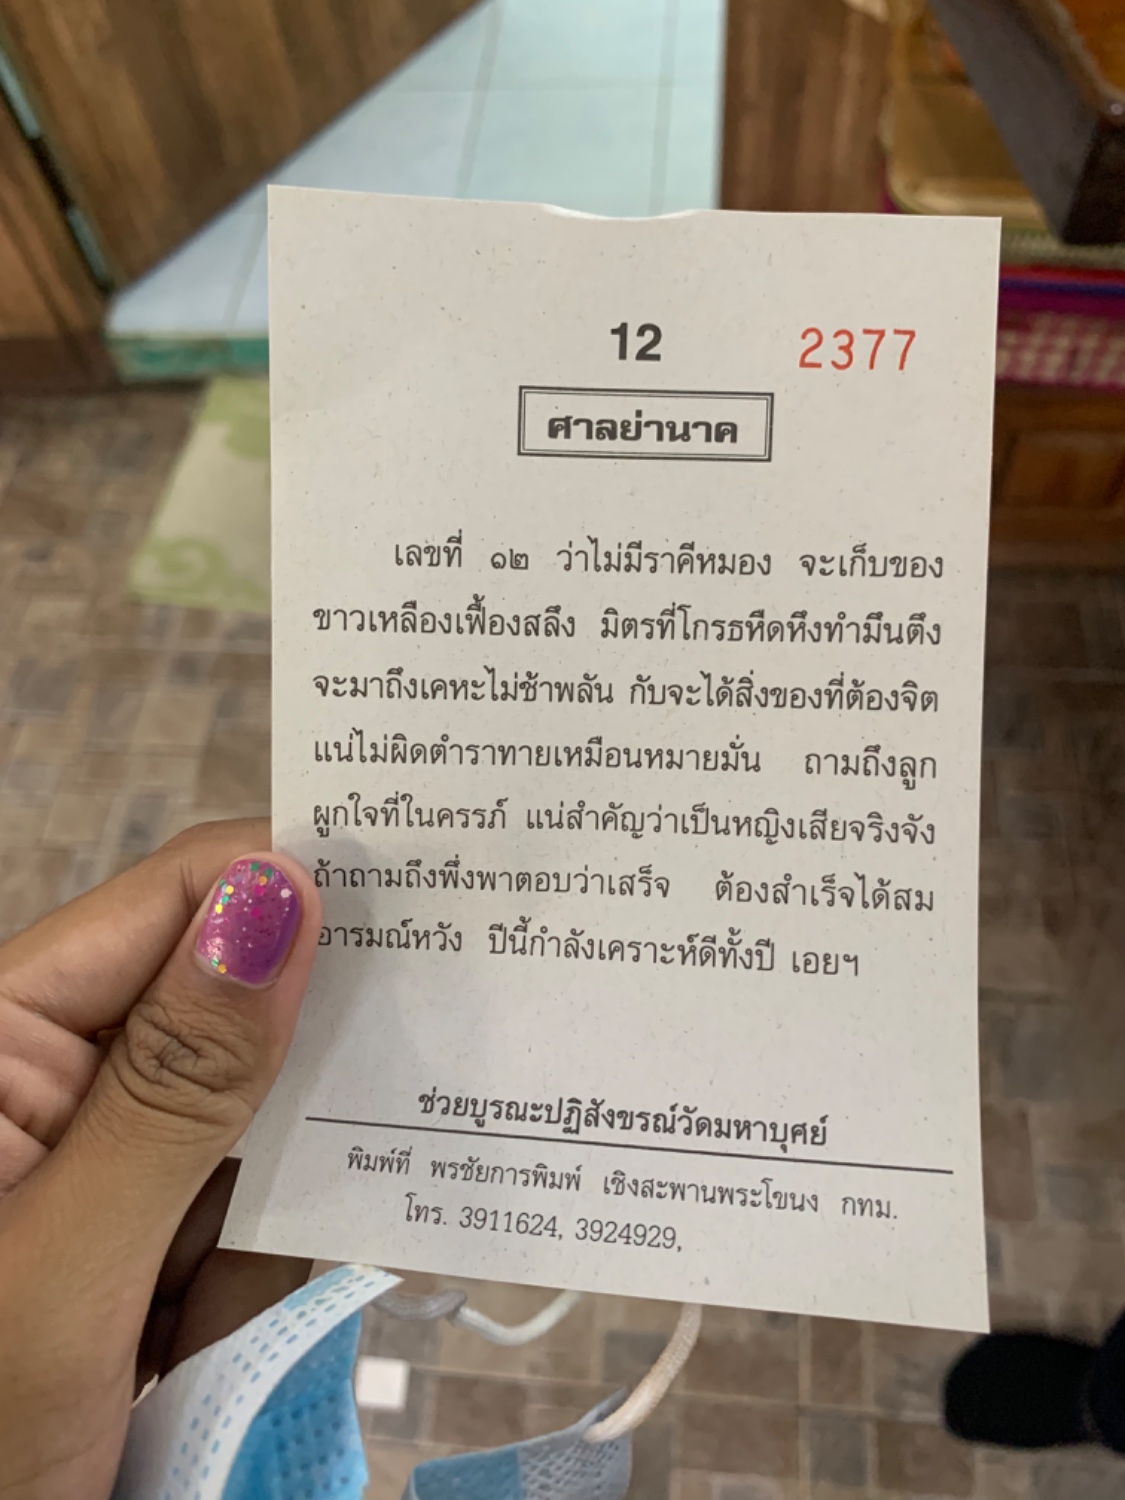 12 2377
ศาลย่านาค
เลขที่ ๑๒ ว่าไม่มีราคีหมอง จะเก็บของ
ขาวเหลืองเฟื้องสลึง มิตรที่โกรธหืดหึงทำมึนตึง
จะมาถึงเคหะไม่ช้าพลัน กับจะได้สิ่งของที่ต้องจิต
แน่ไม่ผิดตำราทายเหมือนหมายมั่น ถามถึงลูก
ผูกใจที่ในครรภ์ แน่สำคัญว่าเป็นหญิงเสียจริงจัง
ถ้าถามถึงพึ่งพาตอบว่าเสร็จ ต้องสำเร็จได้สม
อารมณ์หวัง ปีนี้กำลังเคราะห์ดีทั้งปี เอยฯ
ช่วยบูรณะปฏิสังขรณ์วัดมหาบุศย์
พิมพ์ที่ พรชัยการพิมพ์ เชิงสะพานพระโขนง กทม.
โทร. 3911624, 3924929,